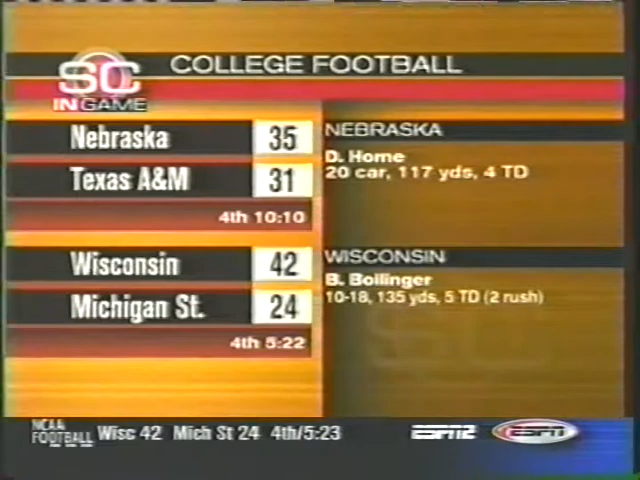 COLLEGE FOOTBALL
SC
IN GAME
Nebraska 35
Texas A&M 31
4th 10:10
NEBRASKA
D. Horne
20 car, 117 yds, 4 TD
Wisconsin 42
Michigan St. 24
4th 5:22
WISCONSIN
B. Bollinger
10-18, 135 yds, 5 TD (2 rush)
NCAA
FOOTBALL Wisc 42 Mich St 24 4th/5:23 ESPN2 ESPN